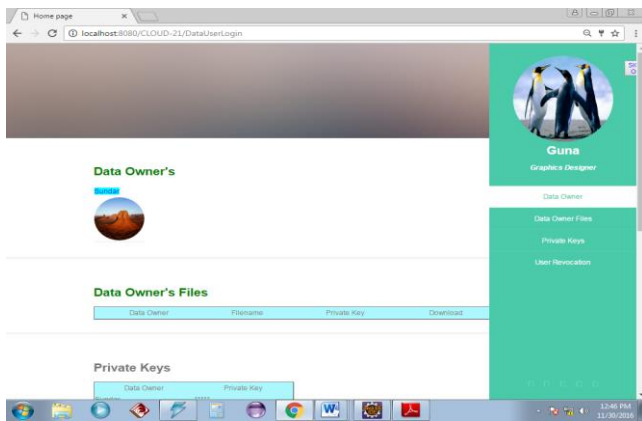 Home page
localhost:8080/CLOUD-21/DataUserLogin
Guna
Graphics Designer
Data Owner
Data Owner Files
Private Keys
User Revocation
Data Owner's
Sundar
Data Owner's Files
Data Owner Filename Private Key Download
Private Keys
Data Owner Private Key
Sundar
12:46 PM
11/30/2016